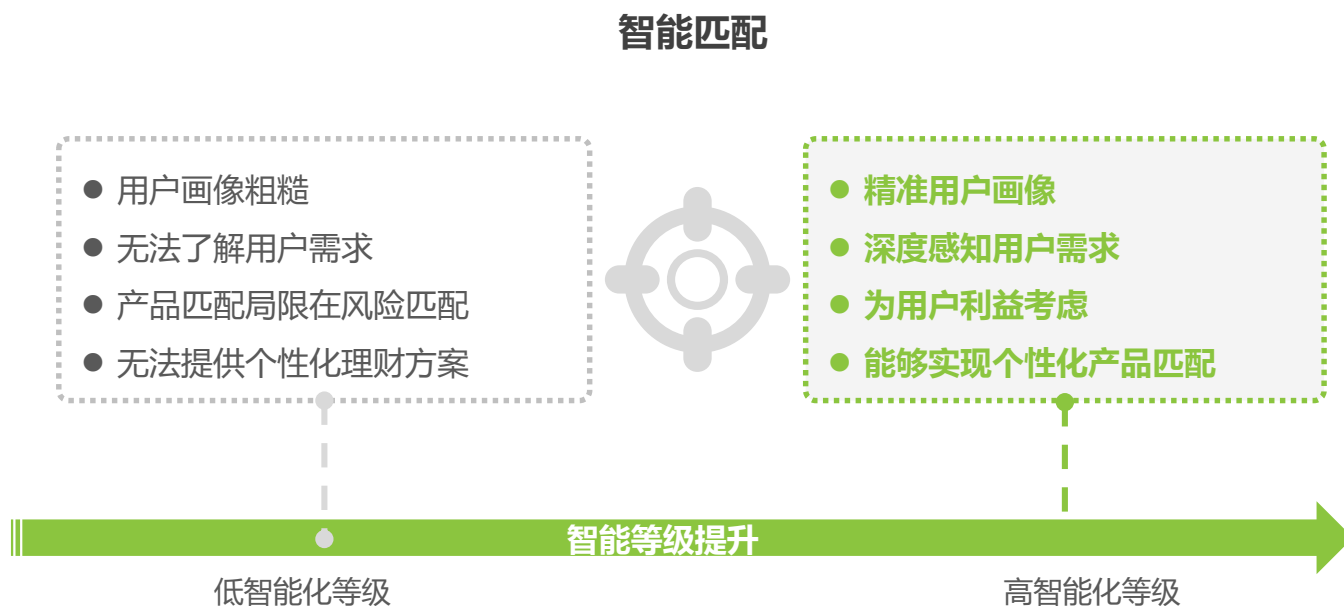 智能匹配
用户画像粗糙
无法了解用户需求
产品匹配局限在风险匹配
无法提供个性化理财方案
精准用户画像
深度感知用户需求
为用户利益考虑
能够实现个性化产品匹配
智能等级提升
低智能化等级
高智能化等级